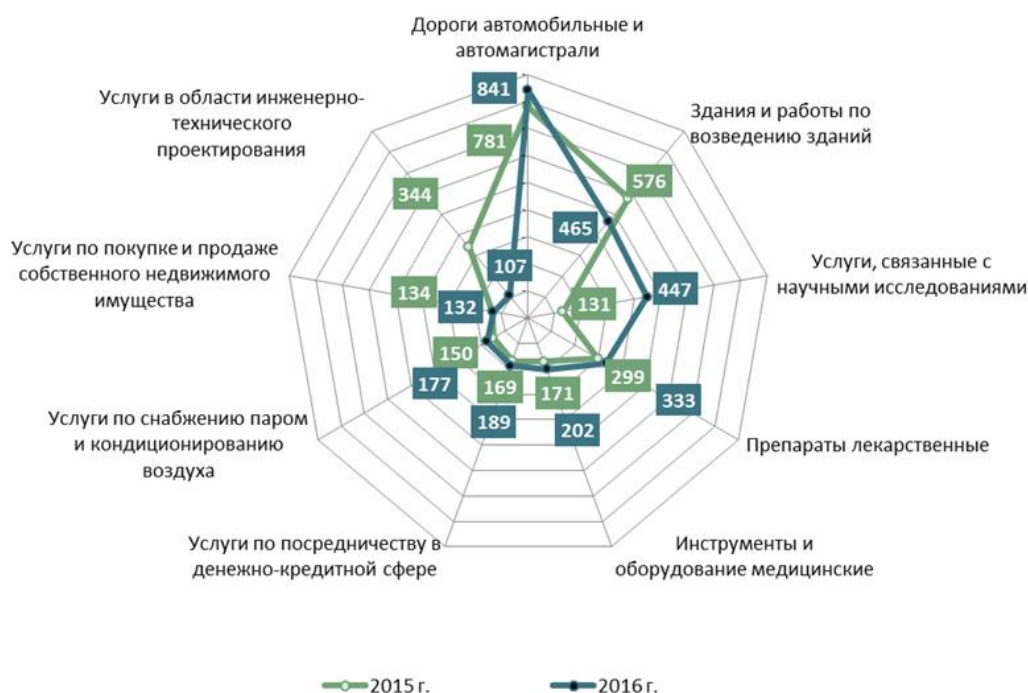 Дороги автомобильные и
автомагистрали
841
Услуги в области инженерно-
технического
проектирования
Здания и работы по
возведению зданий
781
576
344
465
Услуги по покупке и продаже
собственного недвижимого
имущества
107
Услуги, связанные с
научными исследованиями
134
132
131
447
150
177
169
189
171
202
299
333
Услуги по снабжению паром
и кондиционированию
воздуха
Препараты лекарственные
Услуги по посредничеству в
денежно-кредитной сфере
Инструменты и
оборудование медицинские
2015 г.
2016 г.